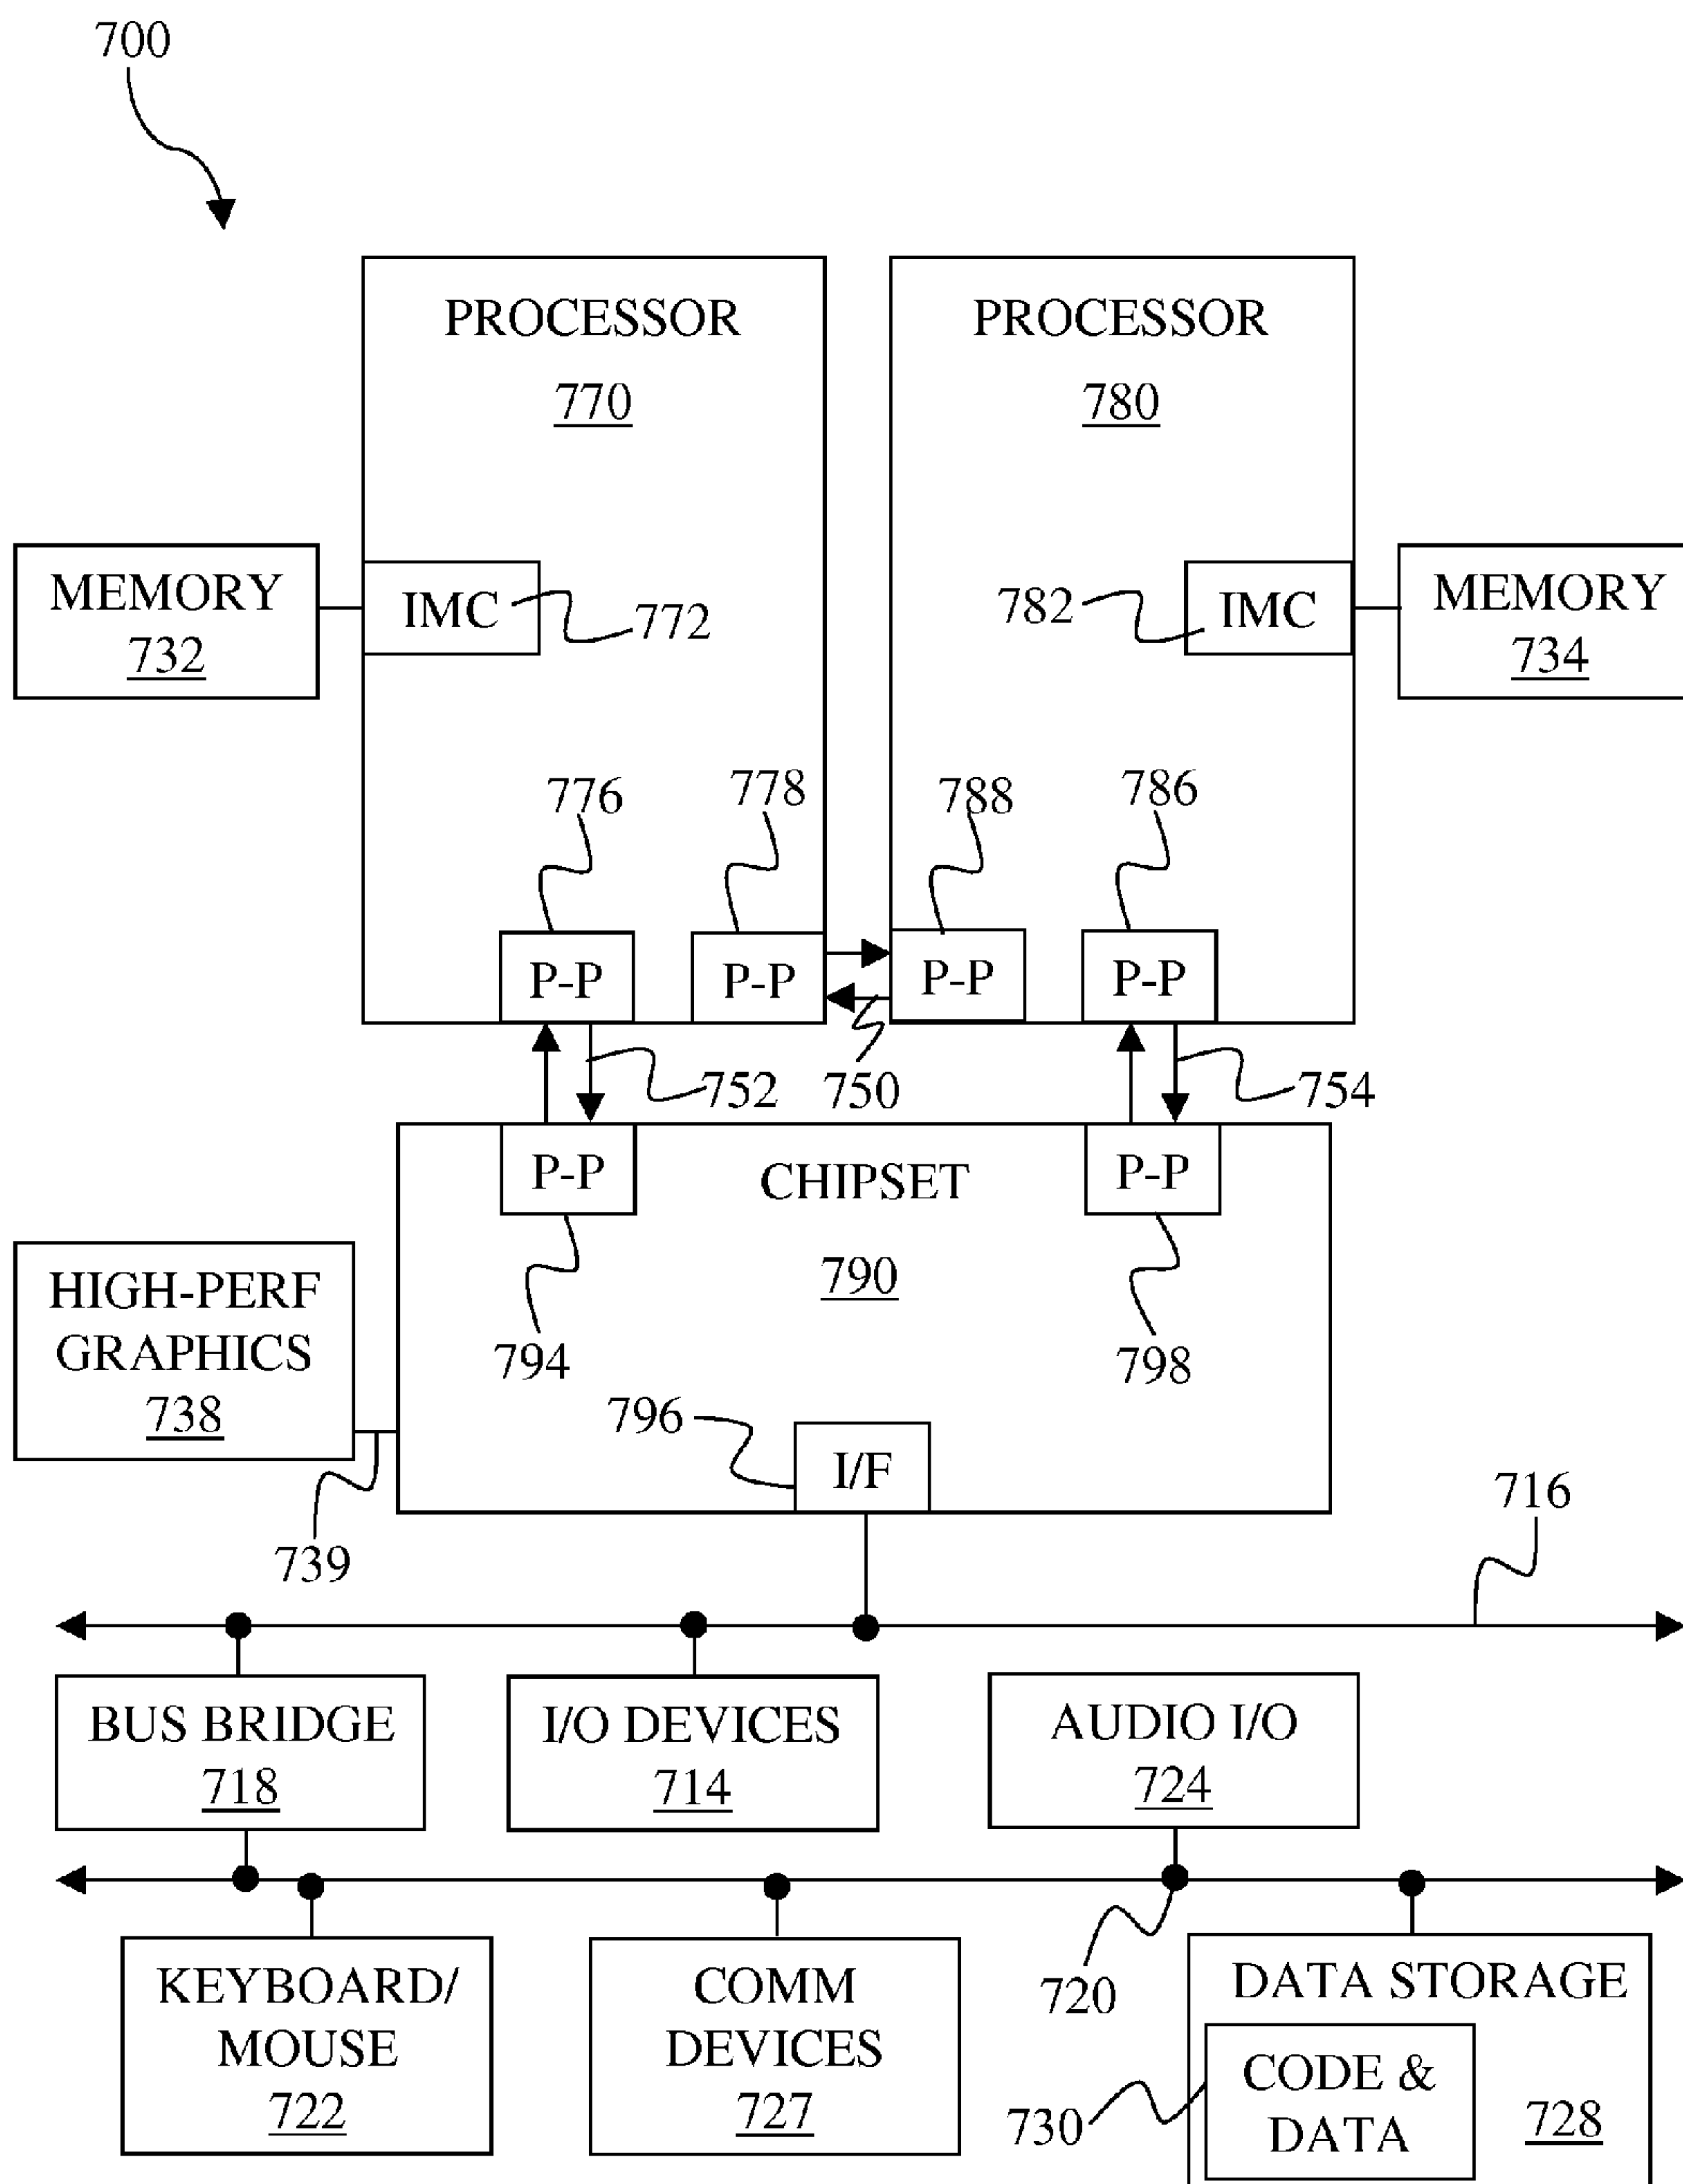 700
PROCESSOR
770
PROCESSOR
780
MEMORY
732
IMC
772
782
IMC
MEMORY
734
776
778
788
786
P-P
P-P
P-P
P-P
752
750
754
P-P
CHIPSET
P-P
790
794
798
HIGH-PERF
GRAPHICS
738
796
I/F
739
716
BUS BRIDGE
718
I/O DEVICES
714
AUDIO I/O
724
720
KEYBOARD/
MOUSE
722
COMM
DEVICES
727
DATA STORAGE
CODE &
DATA
730
728